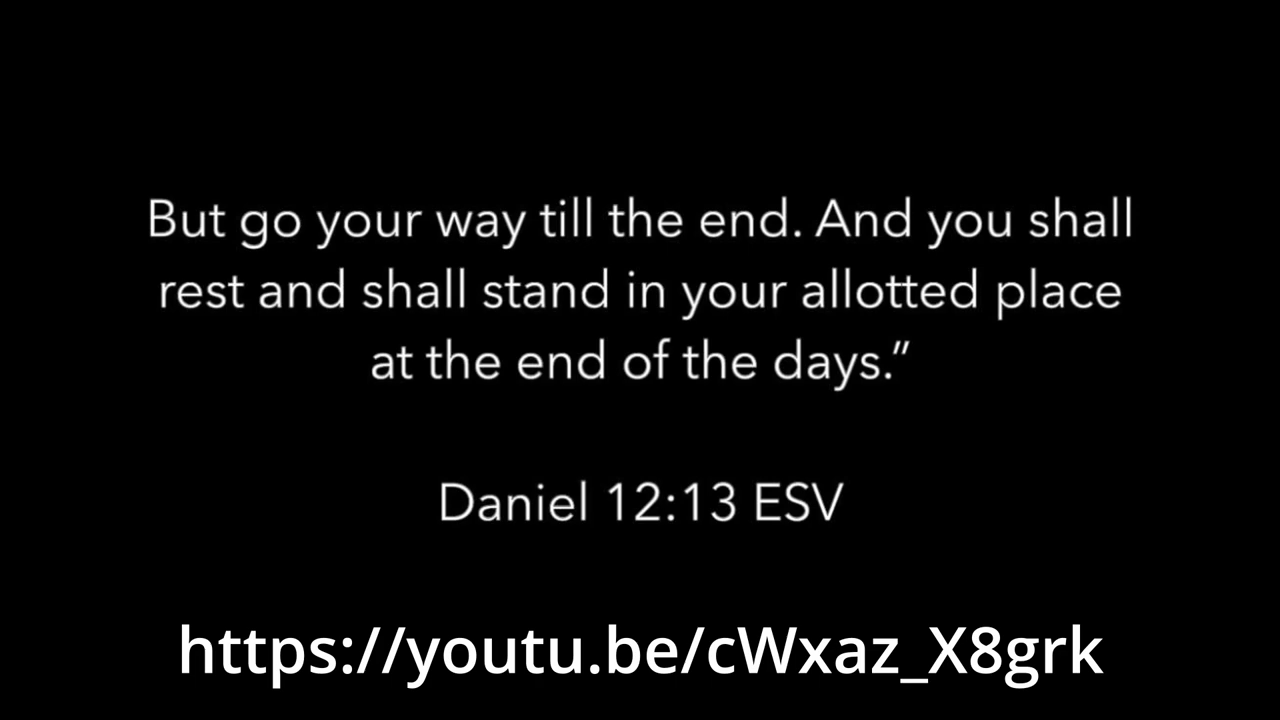 But go your way till the end. And you shall
rest and shall stand in your allotted place
at the end of the days.”
Daniel 12:13 ESV
https://youtu.be/cWxaz_X8grk